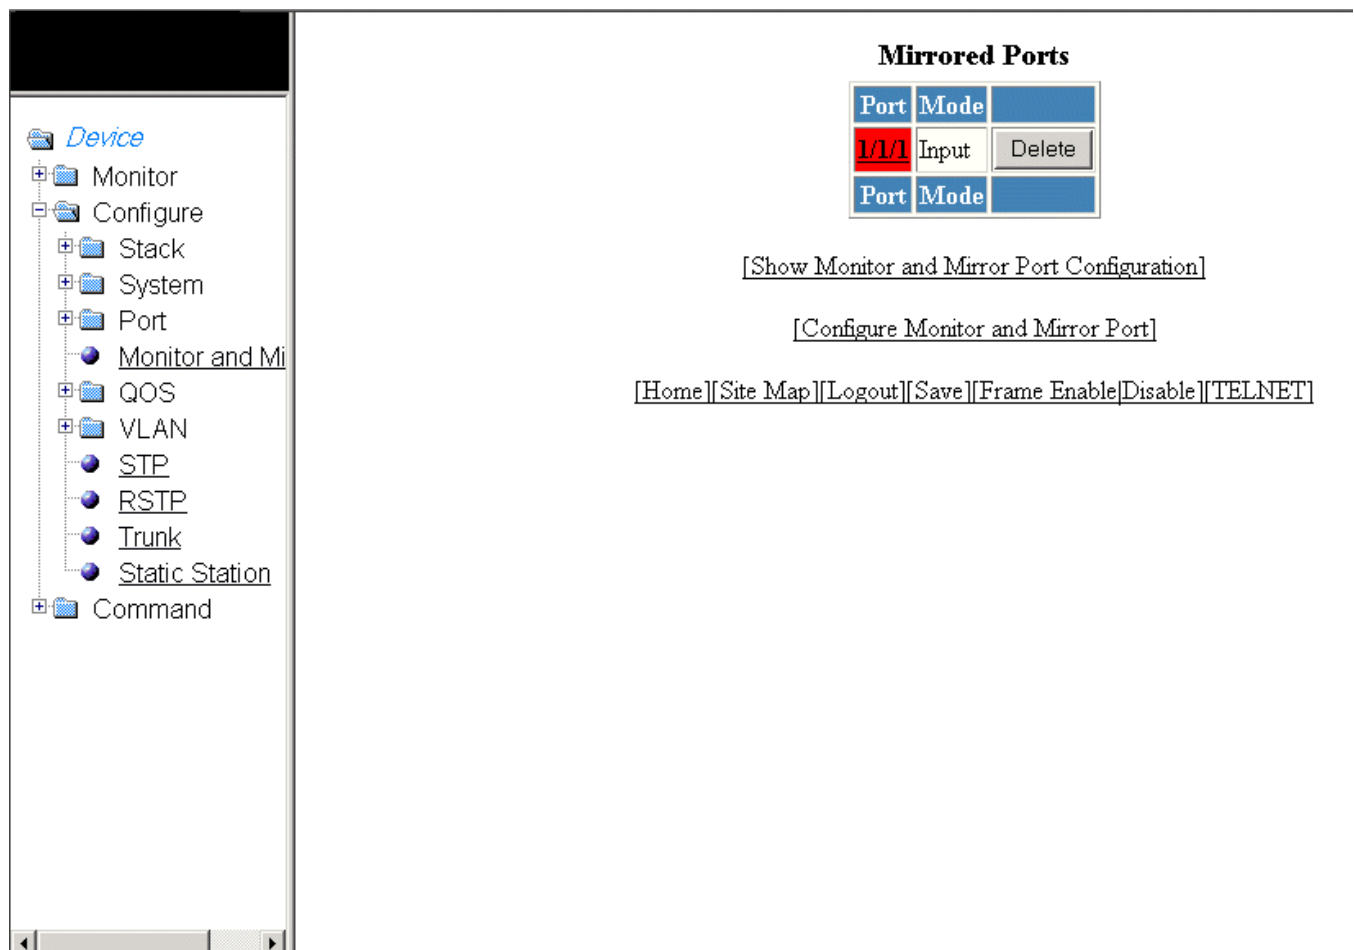 Device
Monitor
Configure
Stack
System
Port
Monitor and Mi
QOS
VLAN
STP
RSTP
Trunk
Static Station
Command
Mirrored Ports
Port Mode
1/1/1 Input Delete
Port Mode
[Show Monitor and Mirror Port Configuration]
[Configure Monitor and Mirror Port]
[Home][Site Map][Logout][Save][Frame Enable|Disable][TELNET]